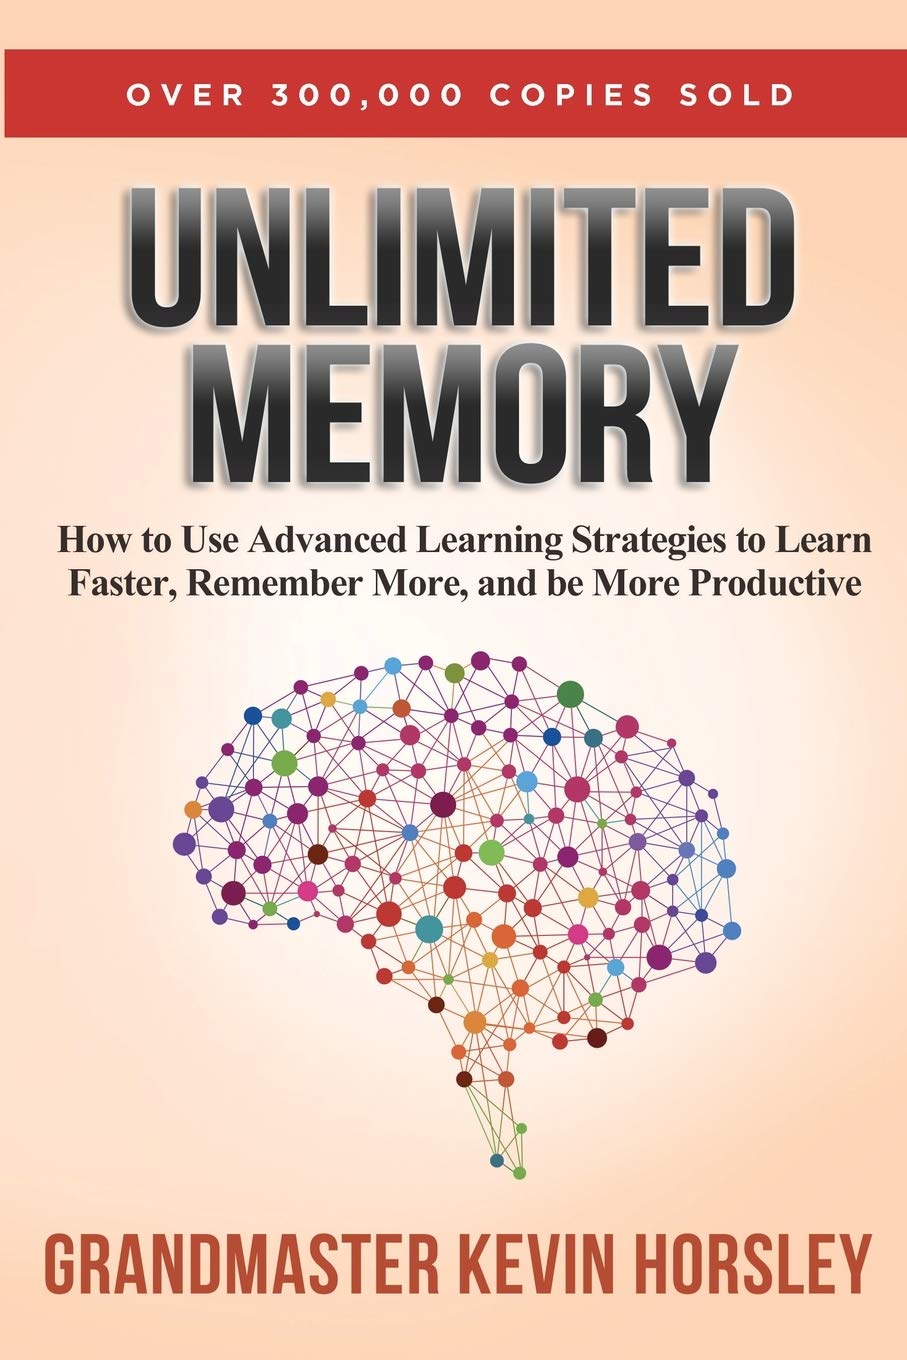 OVER 300,000 COPIES SOLD
UNLIMITED
MEMORY
How to Use Advanced Learning Strategies to Learn
Faster, Remember More, and be More Productive
GRANDMASTER KEVIN HORSLEY